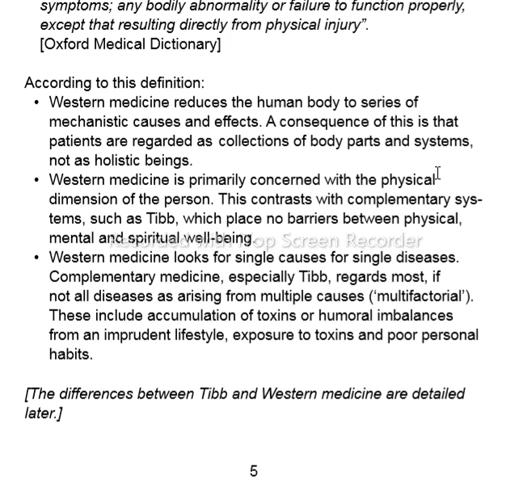 symptoms; any bodily abnormality or failure to function properly,
except that resulting directly from physical injury”.
[Oxford Medical Dictionary]
According to this definition:
• Western medicine reduces the human body to series of
mechanistic causes and effects. A consequence of this is that
patients are regarded as collections of body parts and systems,
not as holistic beings.
• Western medicine is primarily concerned with the physical
dimension of the person. This contrasts with complementary sys-
tems, such as Tibb, which place no barriers between physical,
mental and spiritual well-being.
Recorded with iTop Screen Recorder
• Western medicine looks for single causes for single diseases.
Complementary medicine, especially Tibb, regards most, if
not all diseases as arising from multiple causes (‘multifactorial’).
These include accumulation of toxins or humoral imbalances
from an imprudent lifestyle, exposure to toxins and poor personal
habits.
[The differences between Tibb and Western medicine are detailed
later.]
5